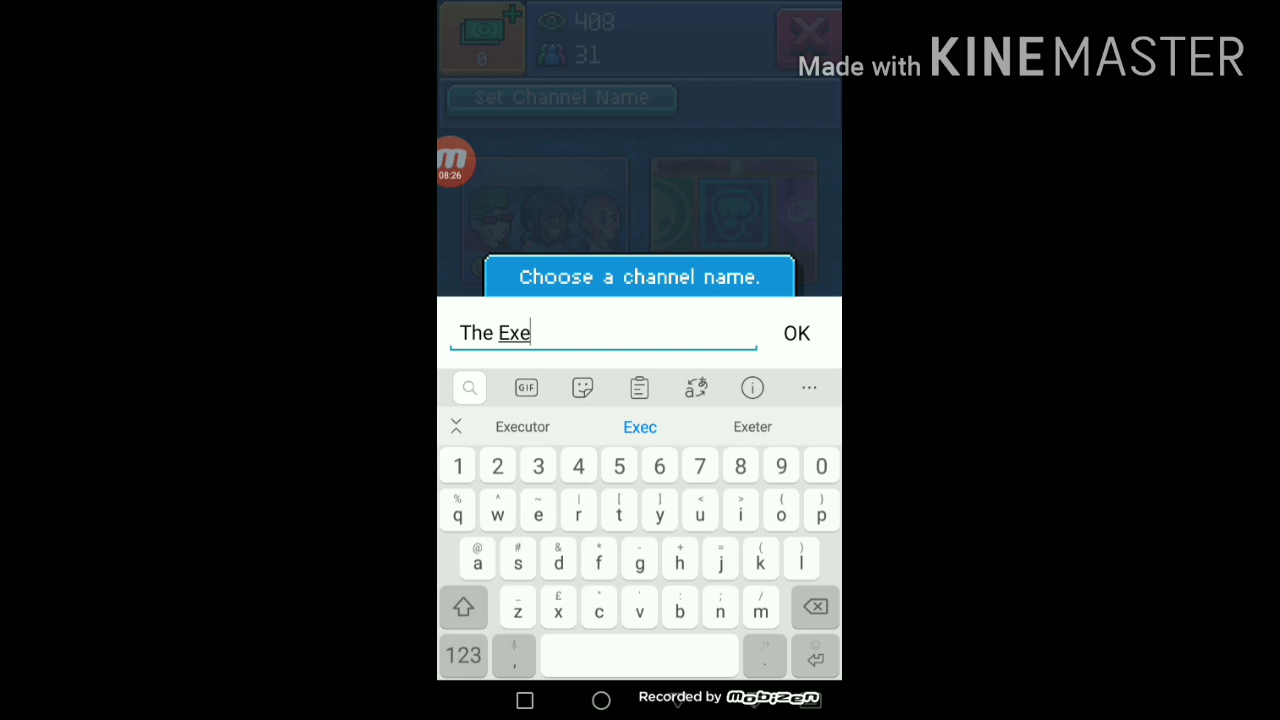 408
0
31
Made with KINEMASTER
Set Channel Name
m
08:26
Choose a channel name.
The Exe
OK
GIF
Executor
Exec
Exeter
1 2 3 4 5 6 7 8 9 0
% ^ ~ | [ ] < > { }
q w e r t y u i o p
@ # & * - + = ( )
a s d f g h j k l
_ £ " ' : ; /
z x c v b n m
123 , .
Recorded by mobizen